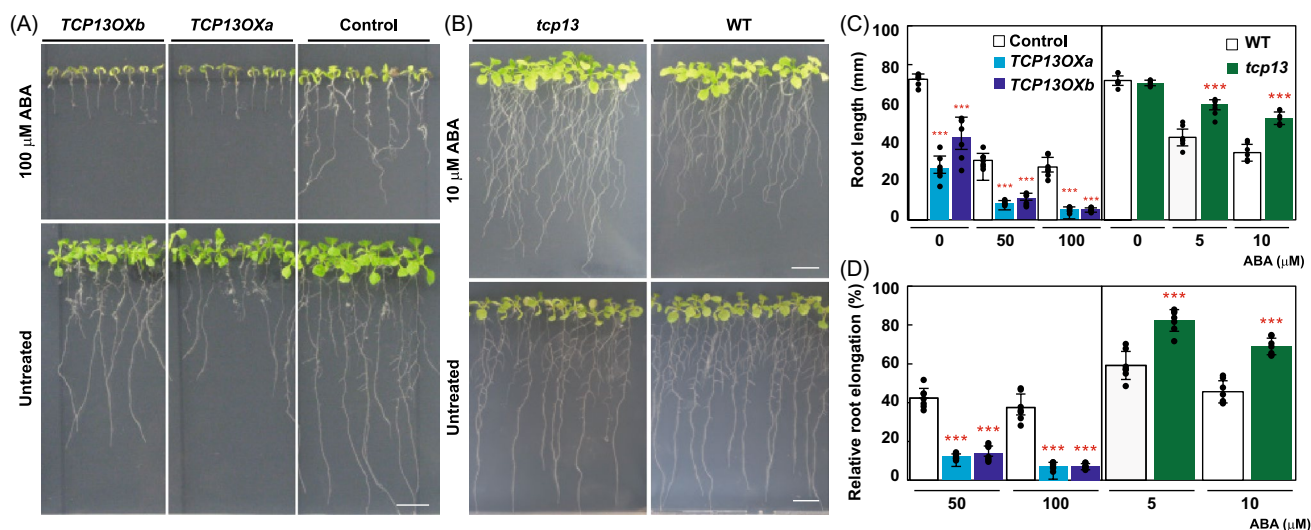 (A)
TCP13OXb TCP13OXa Control
100 μM ABA
Untreated
(B)
tcp13 WT
10 μM ABA
Untreated
(C)
Root length (mm)
80
60
40
20
0
Control
TCP13OXa
TCP13OXb
WT
tcp13
***
***
***
***
***
***
***
***
0 50 100 0 5 10
ABA (μM)
(D)
Relative root elongation (%)
100
80
60
40
20
0
***
***
***
***
***
***
50 100 5 10
ABA (μM)